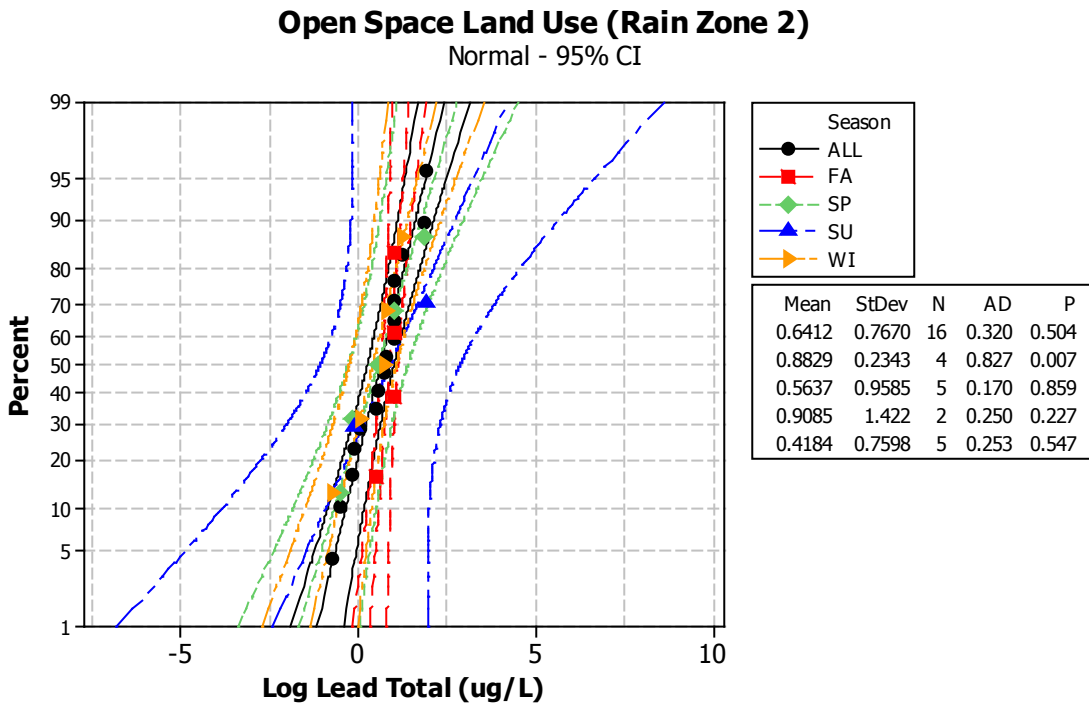 Open Space Land Use (Rain Zone 2)
Normal - 95% CI
Percent
99
95
90
80
70
60
50
40
30
20
10
5
1
-5
0
5
10
Log Lead Total (ug/L)
Season
ALL
FA
SP
SU
WI
Mean StDev N AD P
0.6412 0.7670 16 0.320 0.504
0.8829 0.2343 4 0.827 0.007
0.5637 0.9585 5 0.170 0.859
0.9085 1.422 2 0.250 0.227
0.4184 0.7598 5 0.253 0.547